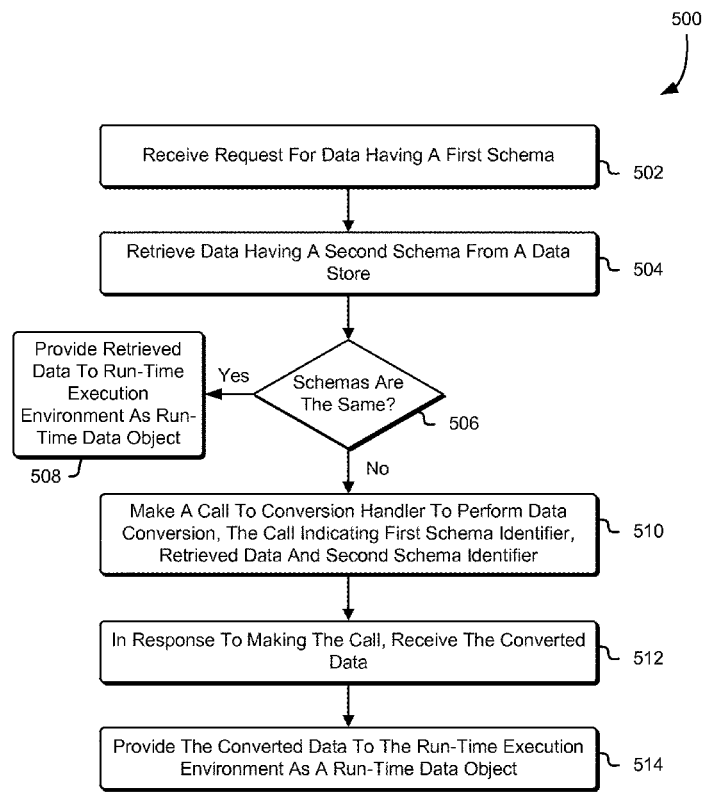 500
Receive Request For Data Having A First Schema
502
Retrieve Data Having A Second Schema From A Data
Store
504
Provide Retrieved
Data To Run-Time
Execution
Environment As Run-
Time Data Object
508
Yes
Schemas Are
The Same?
506
No
Make A Call To Conversion Handler To Perform Data
Conversion, The Call Indicating First Schema Identifier,
Retrieved Data And Second Schema Identifier
510
In Response To Making The Call, Receive The Converted
Data
512
Provide The Converted Data To The Run-Time Execution
Environment As A Run-Time Data Object
514